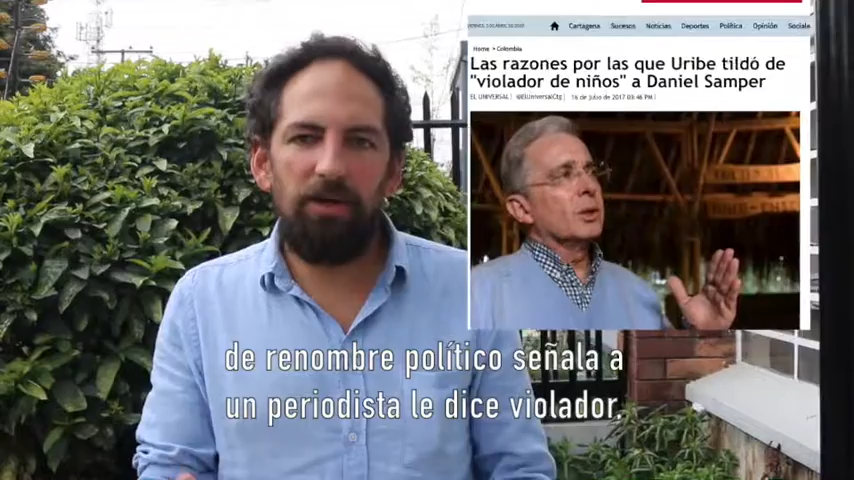 Cartagena Sucesos Noticias Deportes Política Opinión Sociales
Home > Colombia
Las razones por las que Uribe tildó de
"violador de niños" a Daniel Samper
EL UNIVERSAL | @ElUniversalCtg | 16 de julio de 2017 03:46 PM |
de renombre político señala a
un periodista le dice violador,